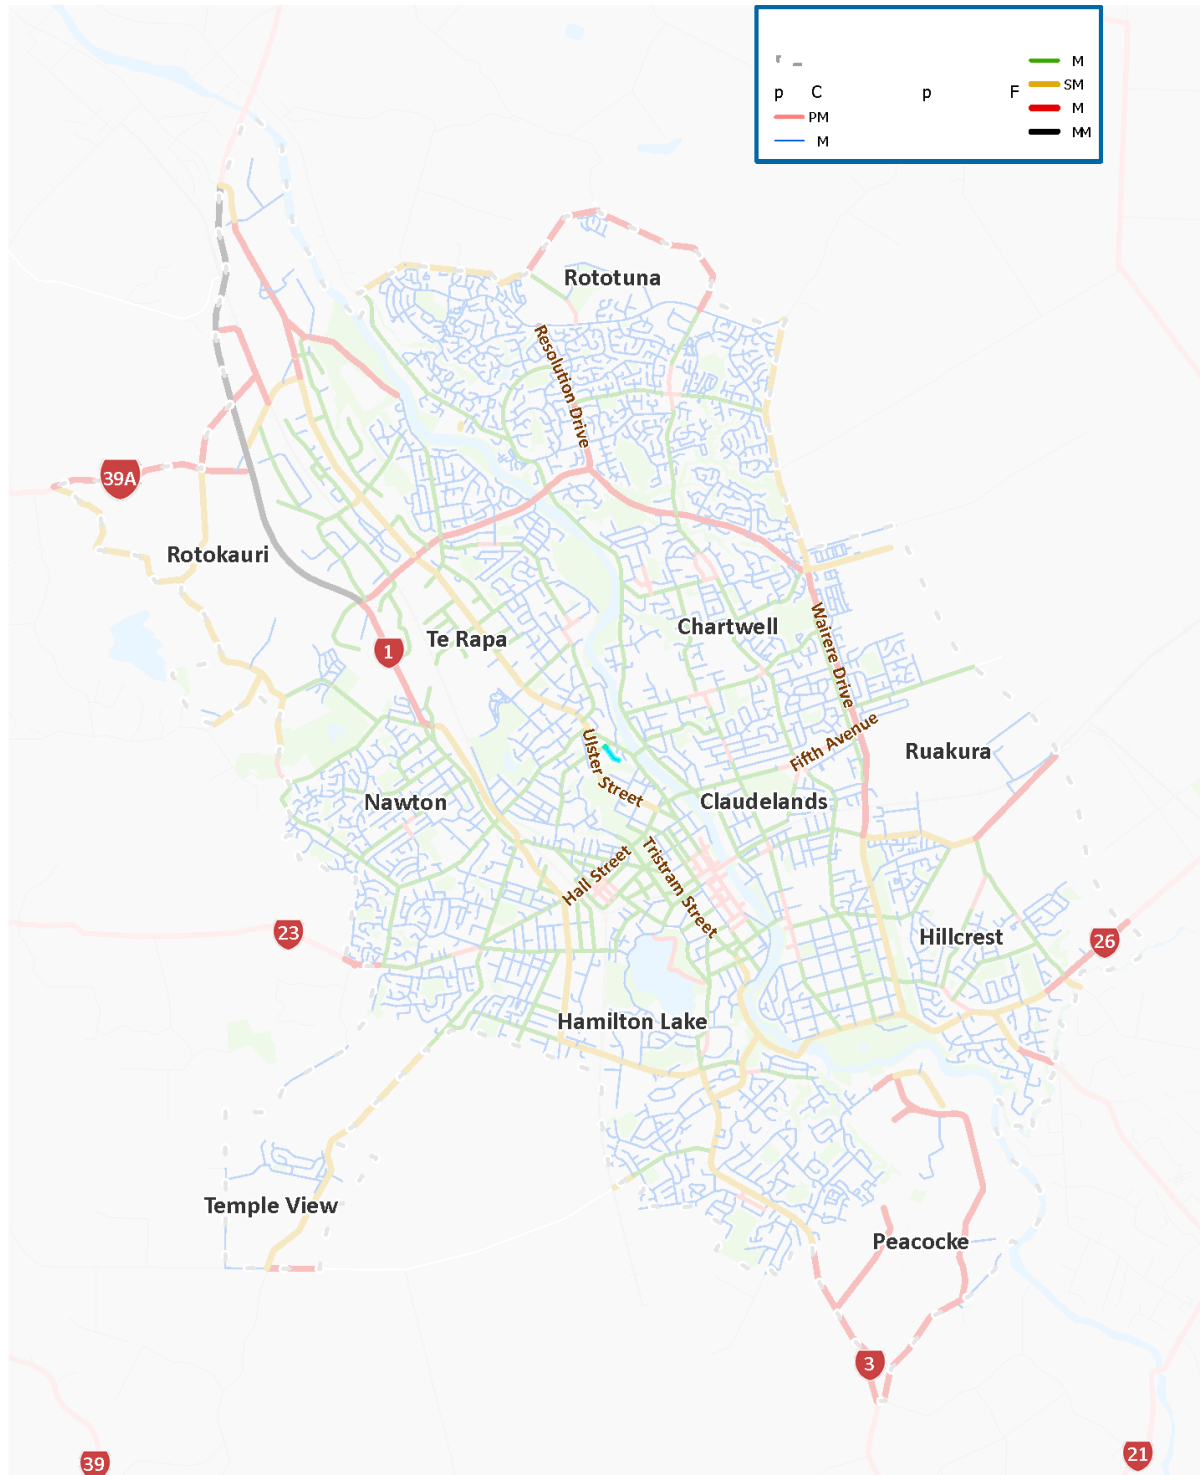 M
SM
p C p F
M
PM
M
MM
Rototuna
Resolution Drive
39A
Rotokauri
Te Rapa
Chartwell
1
Wairere Drive
Fifth Avenue
Ulster Street
Ruakura
Nawton
Claudelands
Hall Street
Tristram Street
23
Hillcrest
26
Hamilton Lake
Temple View
Peacocke
3
39
21